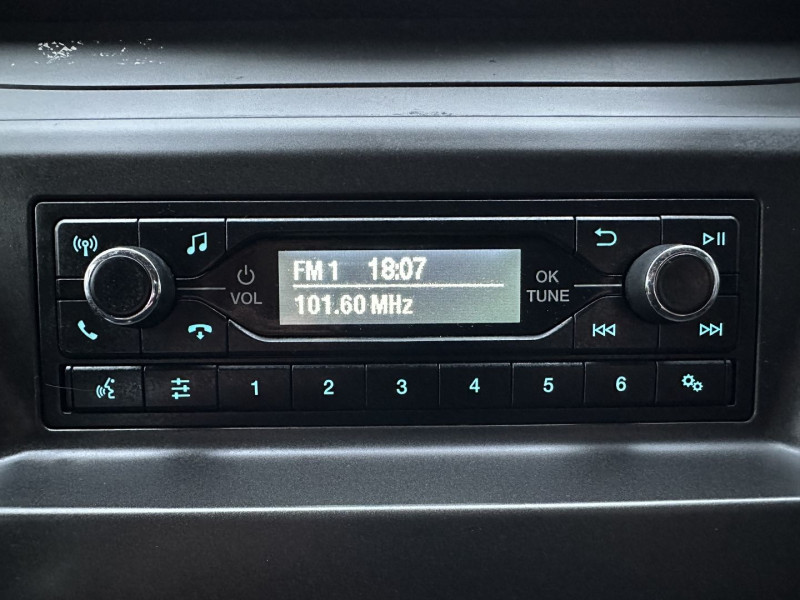 FM 1 18:07
101.60 MHz
VOL
OK
TUNE
1 2 3 4 5 6